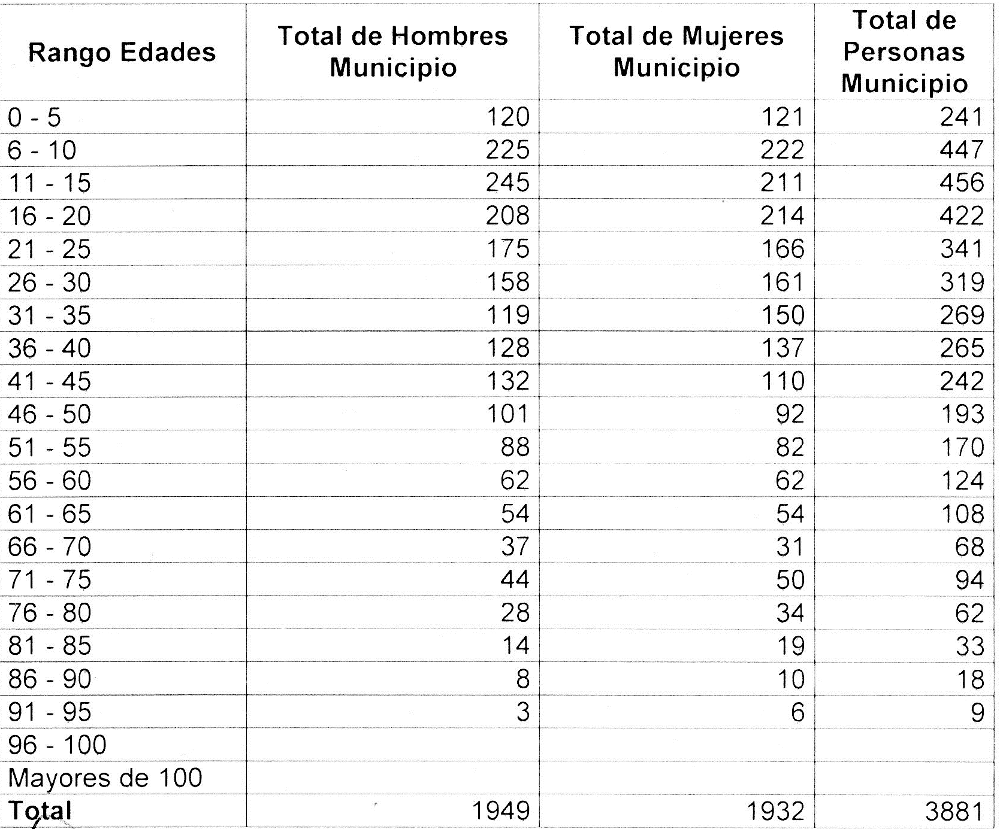 Rango Edades Total de Hombres Municipio Total de Mujeres Municipio Total de Personas Municipio
0 - 5 120 121 241
6 - 10 225 222 447
11 - 15 245 211 456
16 - 20 208 214 422
21 - 25 175 166 341
26 - 30 158 161 319
31 - 35 119 150 269
36 - 40 128 137 265
41 - 45 132 110 242
46 - 50 101 92 193
51 - 55 88 82 170
56 - 60 62 62 124
61 - 65 54 54 108
66 - 70 37 31 68
71 - 75 44 50 94
76 - 80 28 34 62
81 - 85 14 19 33
86 - 90 8 10 18
91 - 95 3 6 9
96 - 100
Mayores de 100
Total 1949 1932 3881